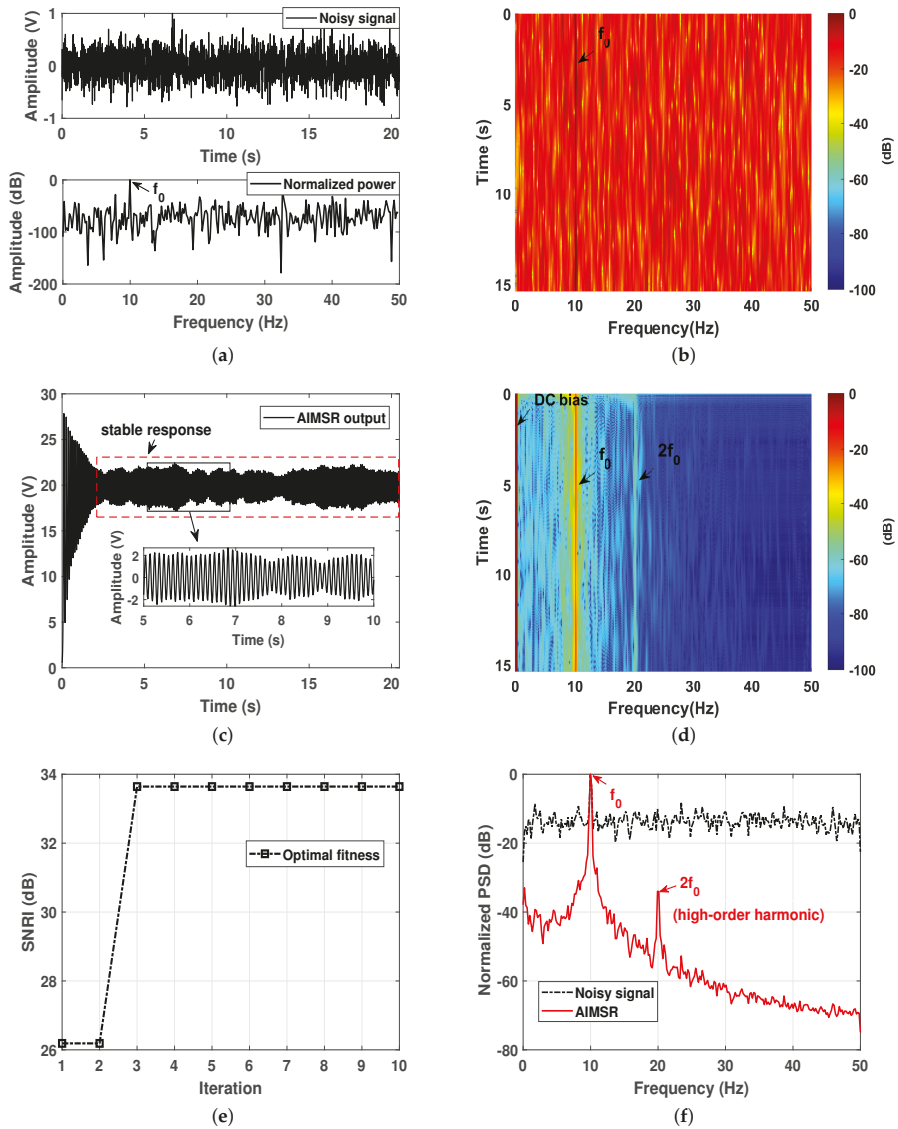 Amplitude (V)
1
0
-1
Noisy signal
0 5 10 15 20
Time (s)
Amplitude (dB)
0
-100
-200
f0
Normalized power
0 10 20 30 40 50
Frequency (Hz)
(a)
Time (s)
0
5
10
15
f0
0 10 20 30 40 50
Frequency(Hz)
0
-20
-40
-60
-80
-100
(dB)
(b)
Amplitude (V)
30
25
20
15
10
5
0
AIMSR output
stable response
Amplitude (V)
2
1
0
-1
-2
5 6 7 8 9 10
Time (s)
0 5 10 15 20
Time (s)
(c)
Time (s)
0
5
10
15
DC bias
f0
2f0
0 10 20 30 40 50
Frequency(Hz)
0
-20
-40
-60
-80
-100
(dB)
(d)
SNRI (dB)
34
32
30
28
26
Optimal fitness
1 2 3 4 5 6 7 8 9 10
Iteration
(e)
Normalized PSD (dB)
0
-20
-40
-60
-80
f0
2f0
(high-order harmonic)
Noisy signal
AIMSR
0 10 20 30 40 50
Frequency (Hz)
(f)